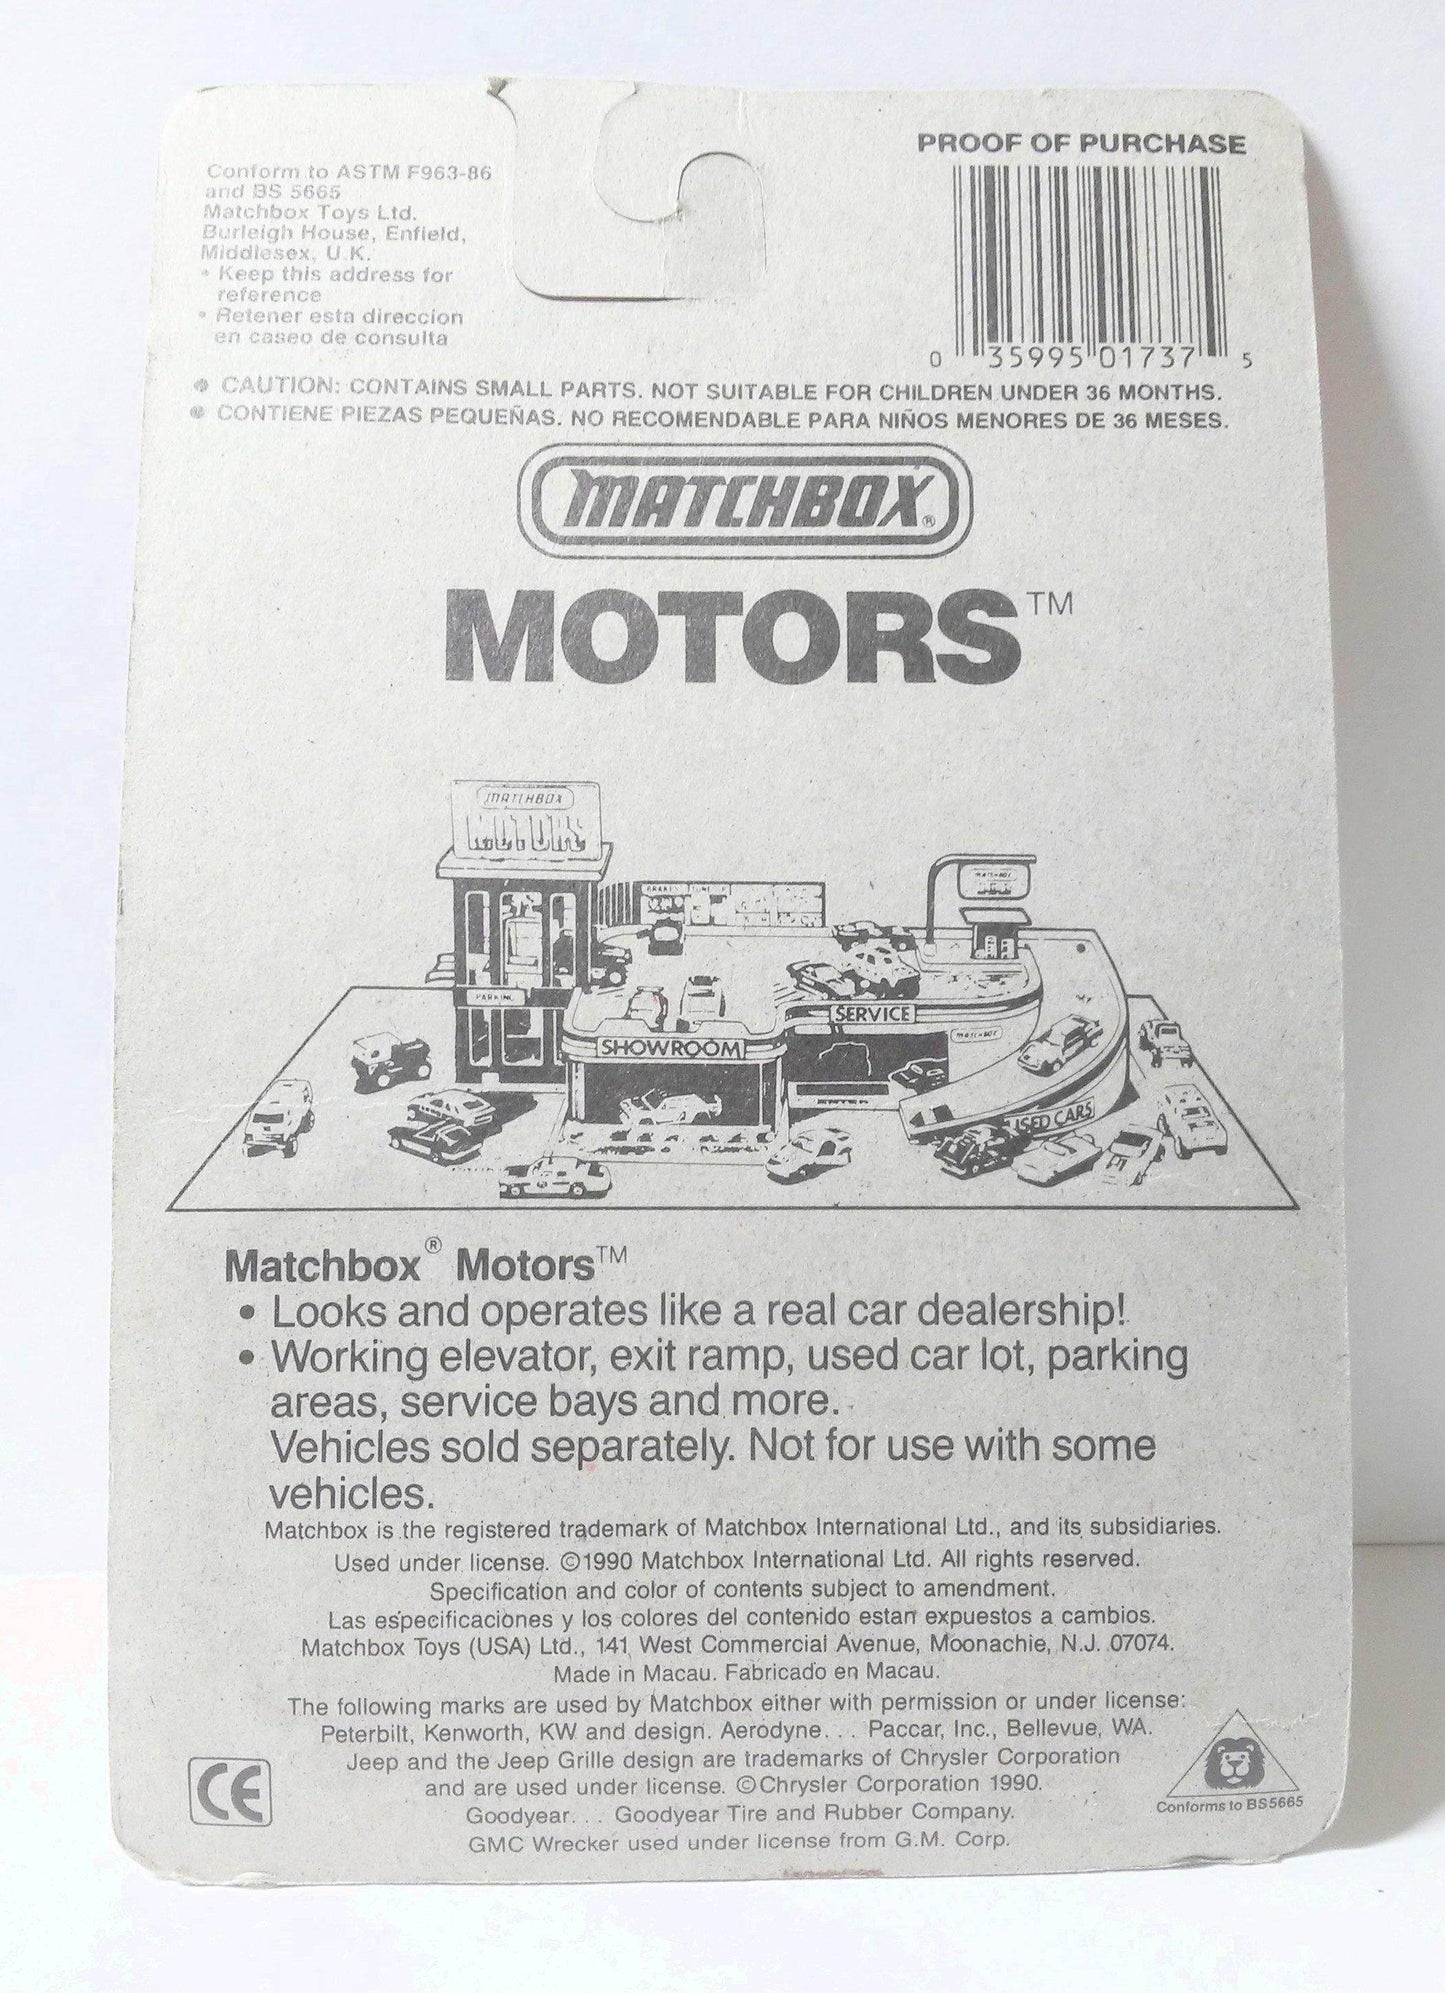 Conform to ASTM F963-86
and BS 5665
Matchbox Toys Ltd.
Burleigh House, Enfield,
Middlesex, U.K.
• Keep this address for
reference
• Retener esta direccion
en caseo de consulta
PROOF OF PURCHASE
0 35995 01737 5
• CAUTION: CONTAINS SMALL PARTS. NOT SUITABLE FOR CHILDREN UNDER 36 MONTHS.
• CONTIENE PIEZAS PEQUEÑAS. NO RECOMENDABLE PARA NIÑOS MENORES DE 36 MESES.
MATCHBOX®
MOTORS™
MATCHBOX
MOTORS
MATCHBOX
PARKING
SERVICE
MATCHBOX
SHOWROOM
ENTER
USED CARS
Matchbox® Motors™
• Looks and operates like a real car dealership!
• Working elevator, exit ramp, used car lot, parking
areas, service bays and more.
Vehicles sold separately. Not for use with some
vehicles.
Matchbox is the registered trademark of Matchbox International Ltd., and its subsidiaries.
Used under license. ©1990 Matchbox International Ltd. All rights reserved.
Specification and color of contents subject to amendment.
Las especificaciones y los colores del contenido estan expuestos a cambios.
Matchbox Toys (USA) Ltd., 141 West Commercial Avenue, Moonachie, N.J. 07074.
Made in Macau. Fabricado en Macau.
The following marks are used by Matchbox either with permission or under license:
Peterbilt, Kenworth, KW and design. Aerodyne. . . Paccar, Inc., Bellevue, WA.
Jeep and the Jeep Grille design are trademarks of Chrysler Corporation
and are used under license. ©Chrysler Corporation 1990.
Goodyear. . . Goodyear Tire and Rubber Company.
GMC Wrecker used under license from G.M. Corp.
CE
Conforms to BS5665